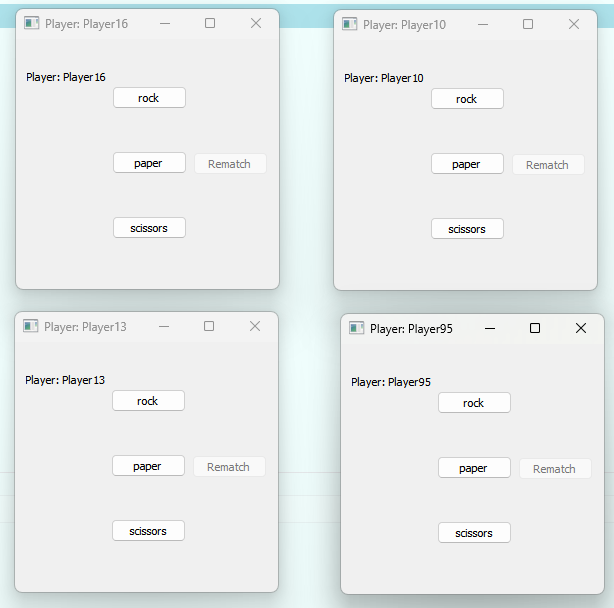 Player: Player16
Player: Player16
rock
paper
Rematch
scissors
Player: Player10
Player: Player10
rock
paper
Rematch
scissors
Player: Player13
Player: Player13
rock
paper
Rematch
scissors
Player: Player95
Player: Player95
rock
paper
Rematch
scissors